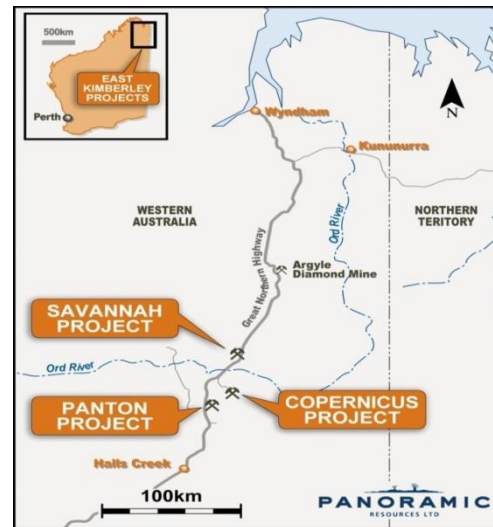 500km
EAST
KIMBERLEY
PROJECTS
Perth
Wyndham
N
Kununurra
WESTERN
AUSTRALIA
NORTHERN
TERITORY
Ord River
Great Northern Highway
Argyle
Diamond Mine
SAVANNAH
PROJECT
Ord River
PANTON
PROJECT
COPERNICUS
PROJECT
Halls Creek
100km
PANORAMIC
RESOURCES LTD